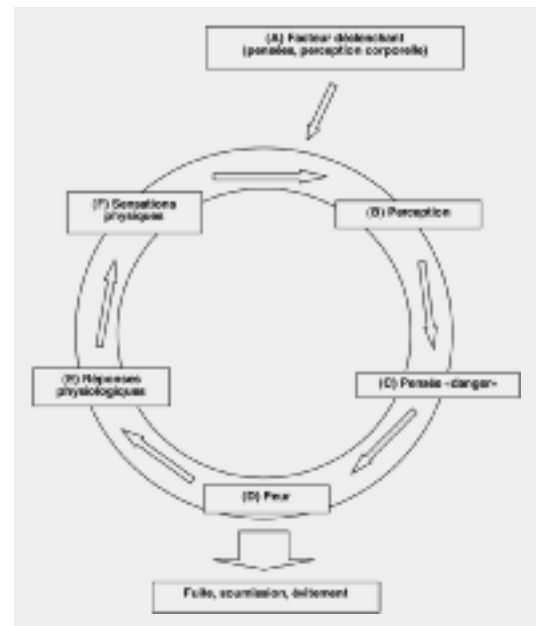 (A) Facteur déclenchant
(pensées, perception corporelle)
(F) Sensations
physiques
(B) Perception
(E) Réponses
physiologiques
(C) Pensée «danger»
(D) Peur
Fuite, soumission, évitement